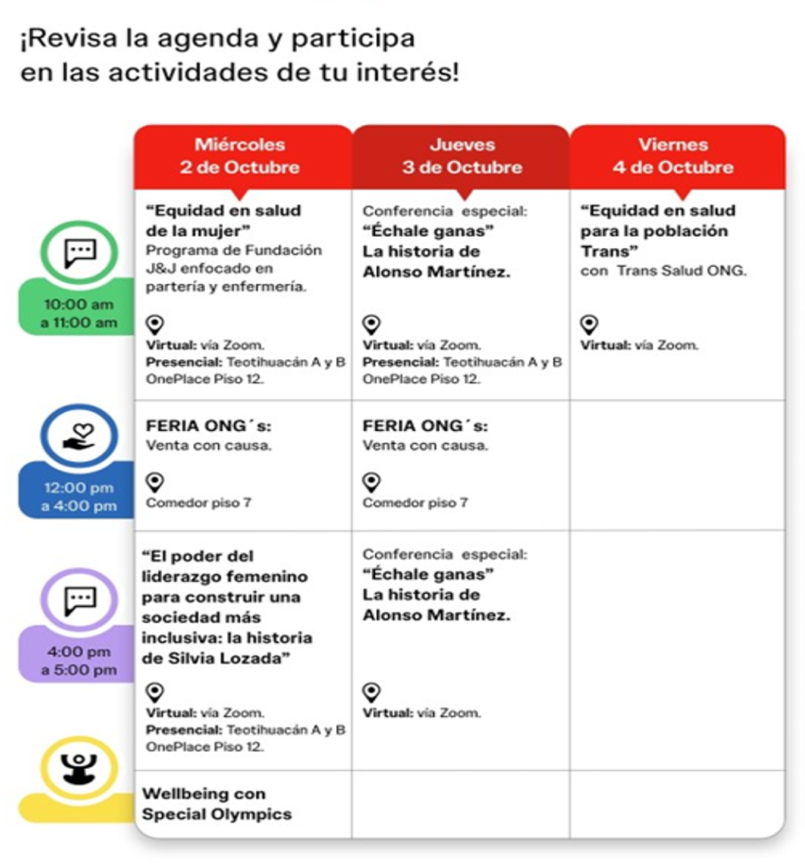 ¡Revisa la agenda y participa
en las actividades de tu interés!
Miércoles
2 de Octubre
Jueves
3 de Octubre
Viernes
4 de Octubre
10:00 am
a 11:00 am
“Equidad en salud
de la mujer”
Programa de Fundación
J&J enfocado en
partería y enfermería.
Virtual: vía Zoom.
Presencial: Teotihuacán A y B
OnePlace Piso 12.
Conferencia especial:
“Échale ganas”
La historia de
Alonso Martínez.
Virtual: vía Zoom.
Presencial: Teotihuacán A y B
OnePlace Piso 12.
“Equidad en salud
para la población
Trans”
con Trans Salud ONG.
Virtual: vía Zoom.
12:00 pm
a 4:00 pm
FERIA ONG´s:
Venta con causa.
Comedor piso 7
FERIA ONG´s:
Venta con causa.
Comedor piso 7
4:00 pm
a 5:00 pm
“El poder del
liderazgo femenino
para construir una
sociedad más
inclusiva: la historia
de Silvia Lozada”
Virtual: vía Zoom.
Presencial: Teotihuacán A y B
OnePlace Piso 12.
Conferencia especial:
“Échale ganas”
La historia de
Alonso Martínez.
Virtual: vía Zoom.
Wellbeing con
Special Olympics